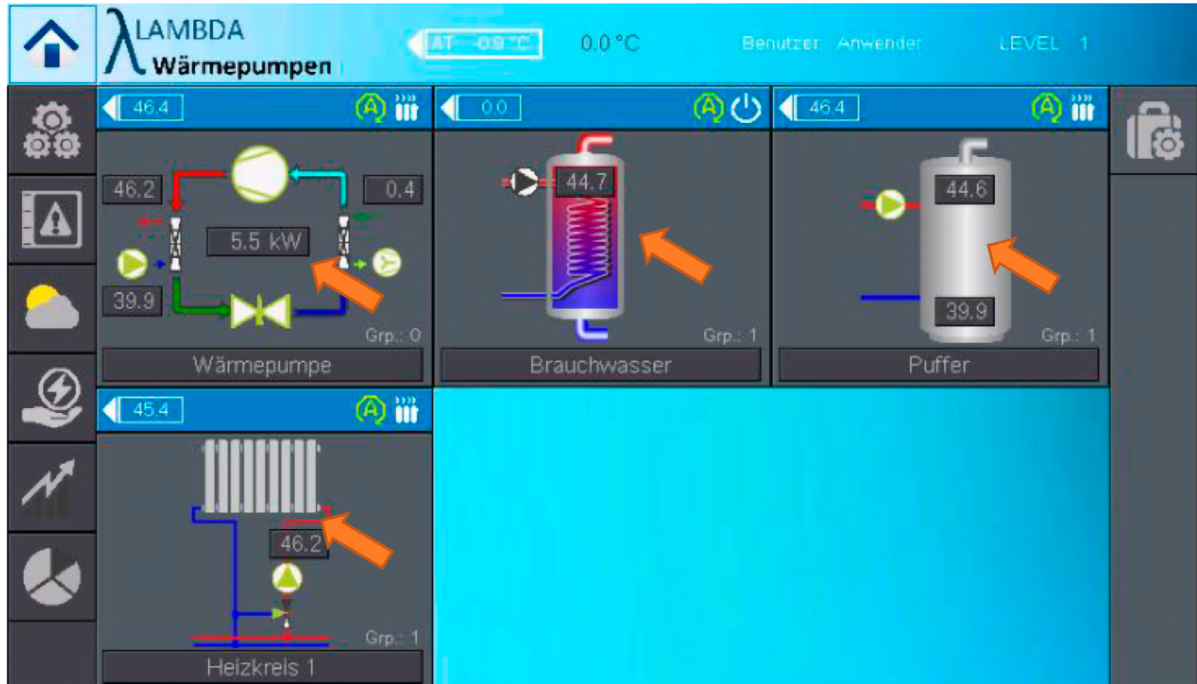 LAMBDA
Wärmepumpen
0.0 °C
Benutzer Anwender
LEVEL 1
46.4
0.0
46.4
46.2
0.4
5.5 kW
39.9
Grp.: 0
Wärmepumpe
44.7
Grp.: 1
Brauchwasser
44.6
39.9
Grp.: 1
Puffer
45.4
46.2
Grp.: 1
Heizkreis 1